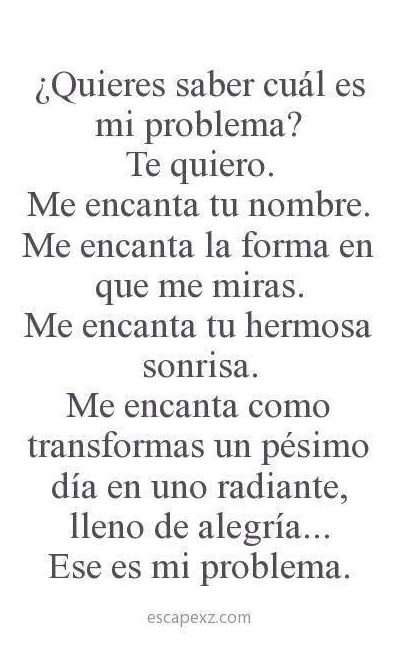 ¿Quieres saber cuál es
mi problema?
Te quiero.
Me encanta tu nombre.
Me encanta la forma en
que me miras.
Me encanta tu hermosa
sonrisa.
Me encanta como
transformas un pésimo
día en uno radiante,
lleno de alegría...
Ese es mi problema.
escapexz.com